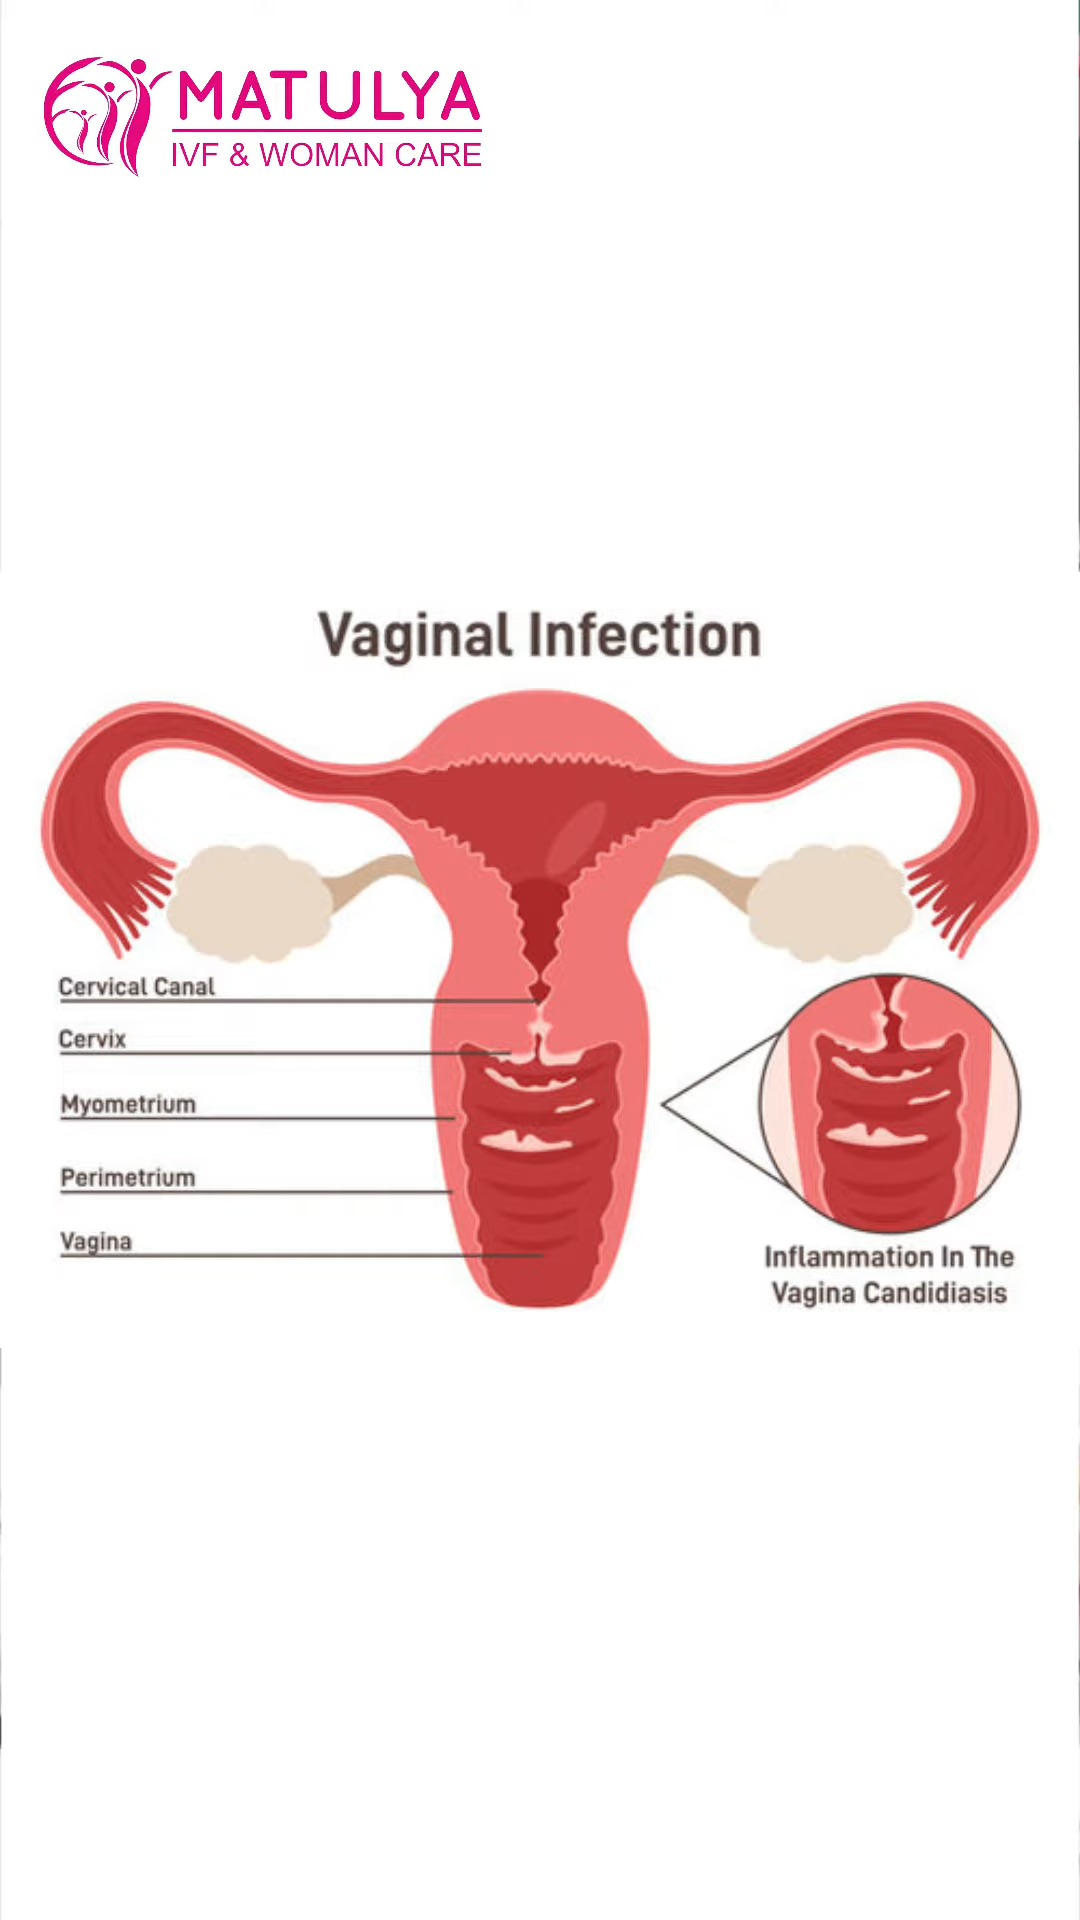 MATULYA
IVF & WOMAN CARE
Vaginal Infection
Cervical Canal
Cervix
Myometrium
Perimetrium
Vagina
Inflammation In The
Vagina Candidiasis